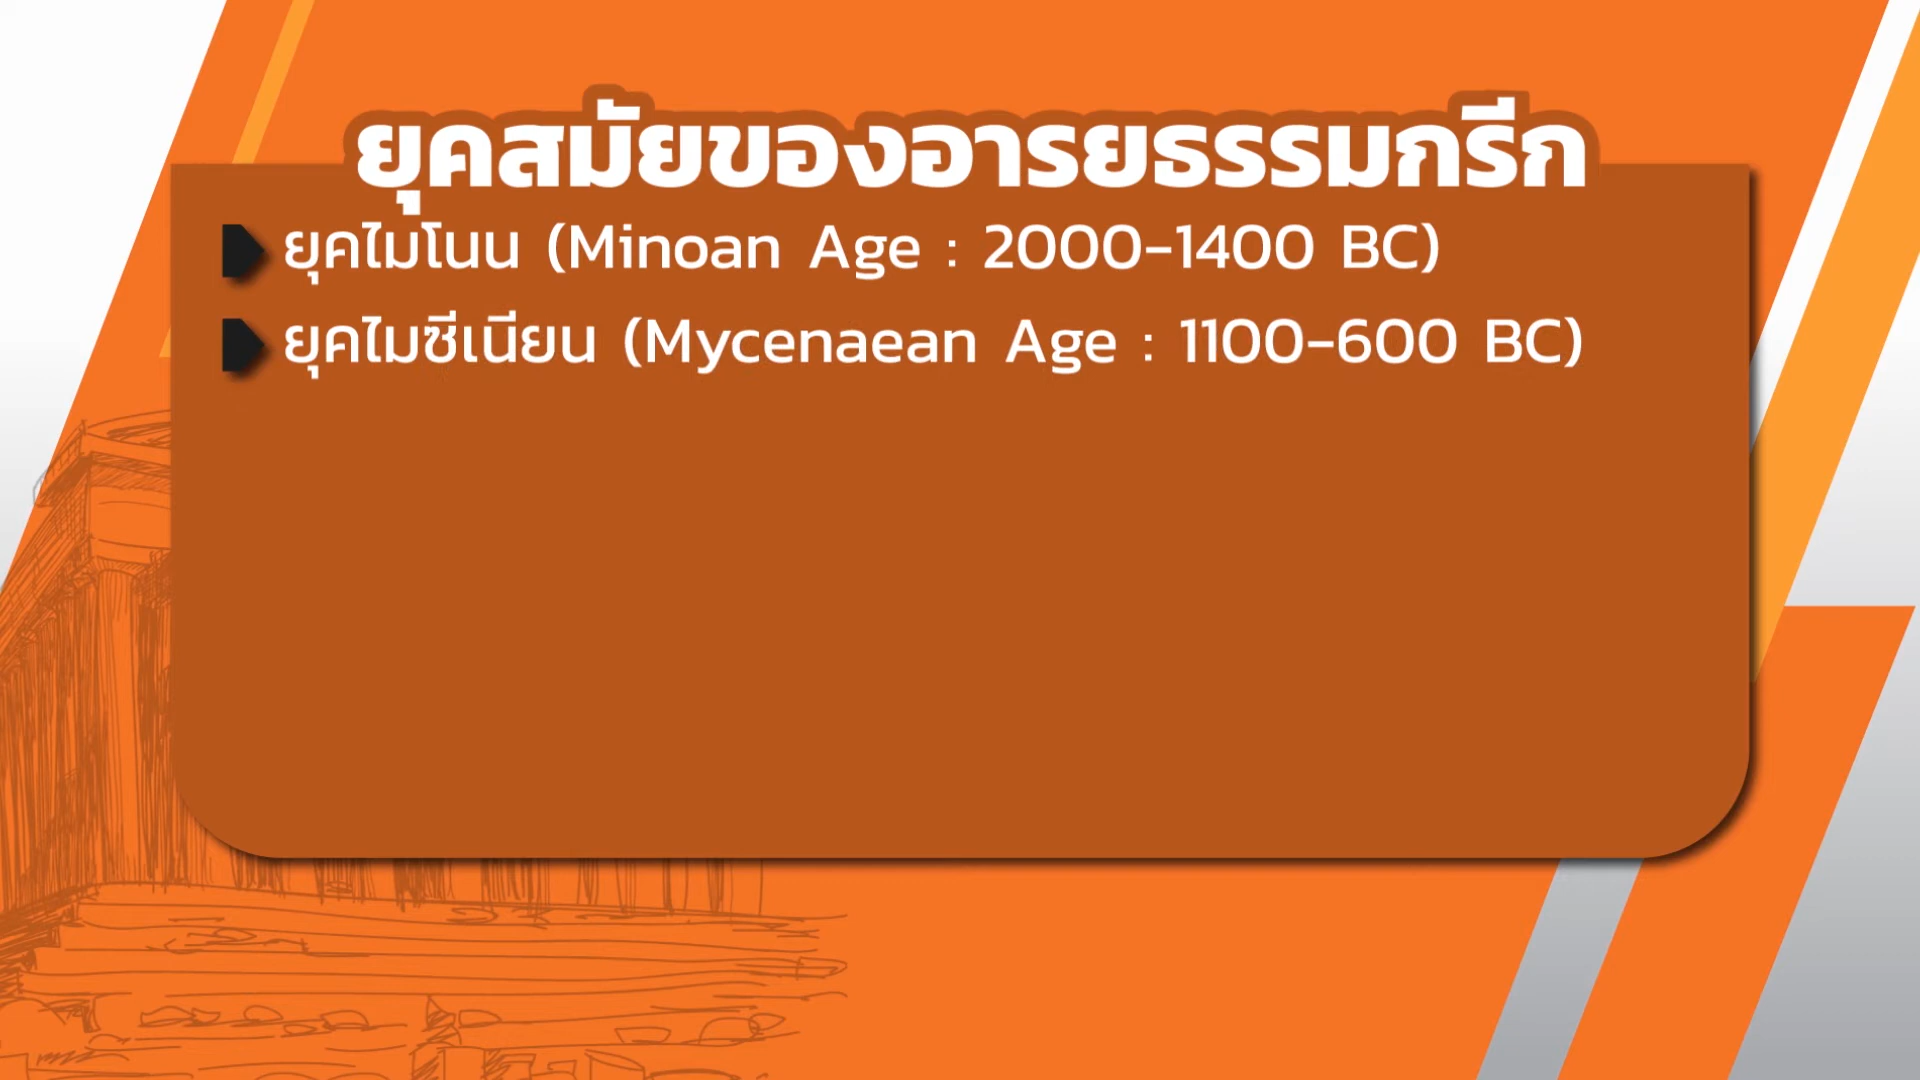 ยุคสมัยของอารยธรรมกรีก
ยุคไมโนน (Minoan Age : 2000-1400 BC)
ยุคไมซีเนียน (Mycenaean Age : 1100-600 BC)